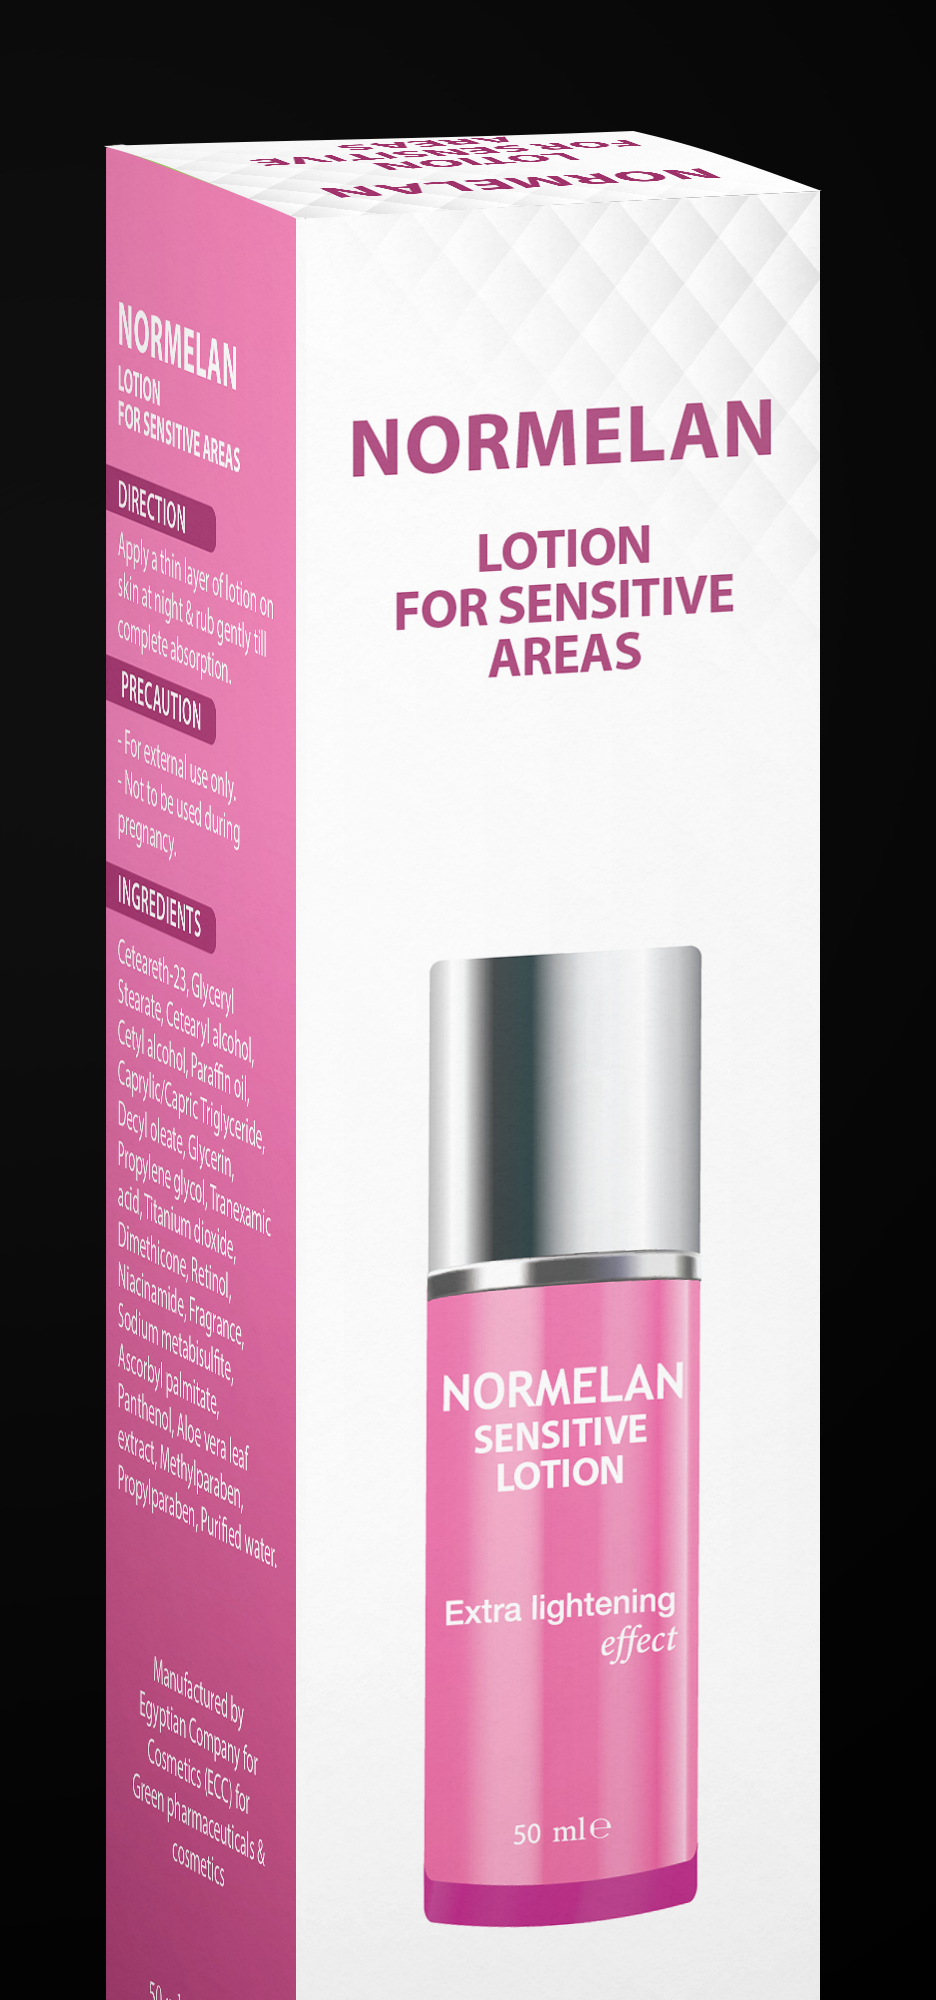 NORMELAN
LOTION
FOR SENSITIVE
AREAS
NORMELAN
LOTION
FOR SENSITIVE AREAS
DIRECTION
Apply a thin layer of lotion on
skin at night & rub gently till
complete absorption.
PRECAUTION
- For external use only.
- Not to be used during
pregnancy.
INGREDIENTS
Ceteareth-23, Glyceryl
Stearate, Cetearyl alcohol,
Cetyl alcohol, Paraffin oil,
Caprylic/Capric Triglyceride,
Decyl oleate, Glycerin,
Propylene glycol, Tranexamic
acid, Titanium dioxide,
Dimethicone, Retinol,
Niacinamide, Fragrance,
Sodium metabisulfite,
Ascorbyl palmitate,
Panthenol, Aloe vera leaf
extract, Methylparaben,
Propylparaben, Purified water.
Manufactured by
Egyptian Company for
Cosmetics (ECC) for
Green pharmaceuticals &
cosmetics
50
NORMELAN
LOTION
FOR SENSITIVE
AREAS
NORMELAN
SENSITIVE
LOTION
Extra lightening
effect
50 ml℮